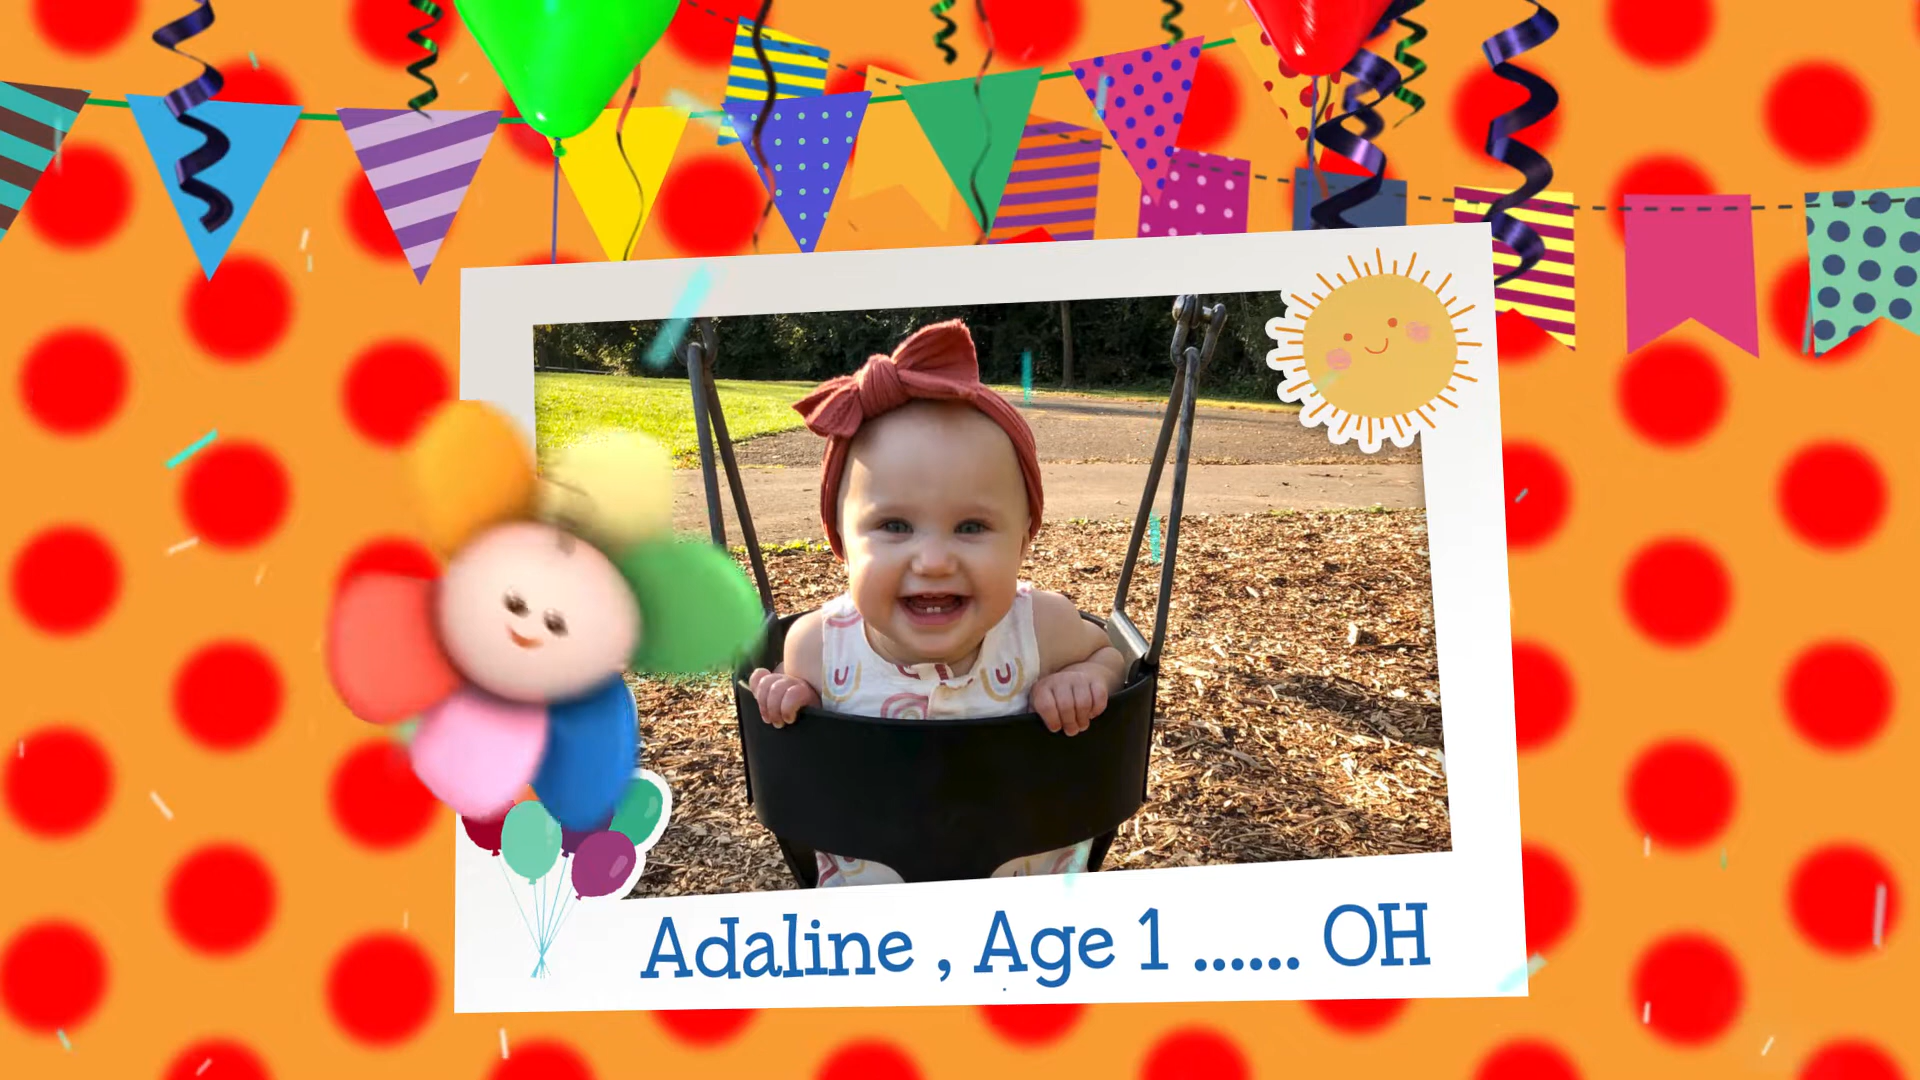 Adaline , Age 1 ...... OH